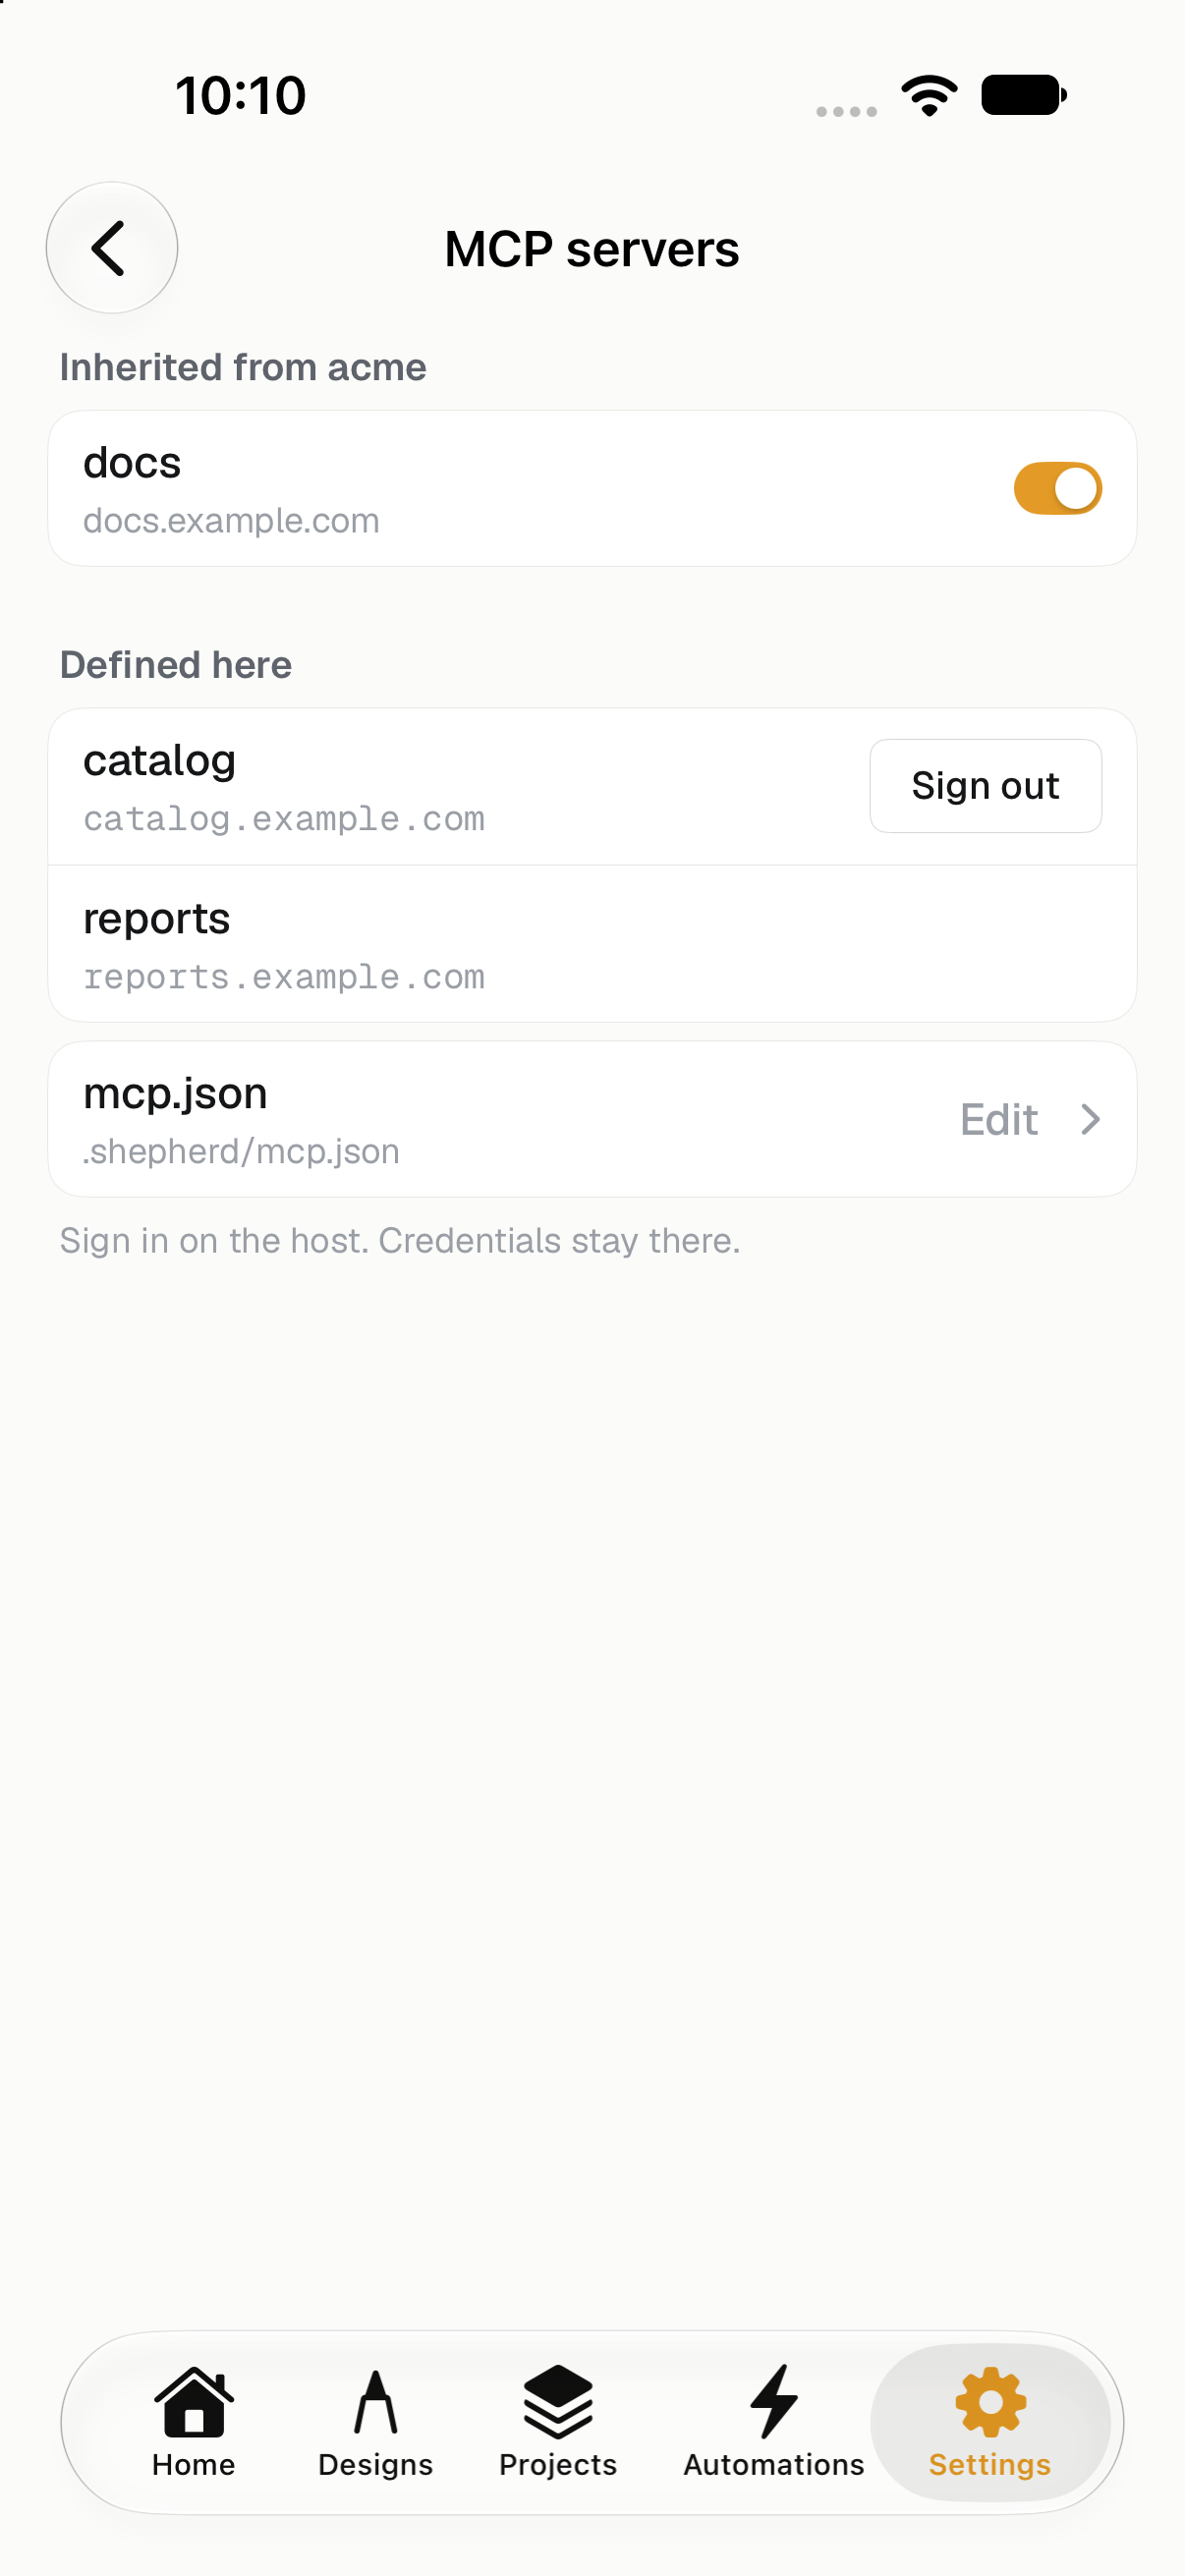 10:10
MCP servers
Inherited from acme
docs
docs.example.com
Defined here
catalog
catalog.example.com
Sign out
reports
reports.example.com
mcp.json
.shepherd/mcp.json
Edit
Sign in on the host. Credentials stay there.
Home
Designs
Projects
Automations
Settings